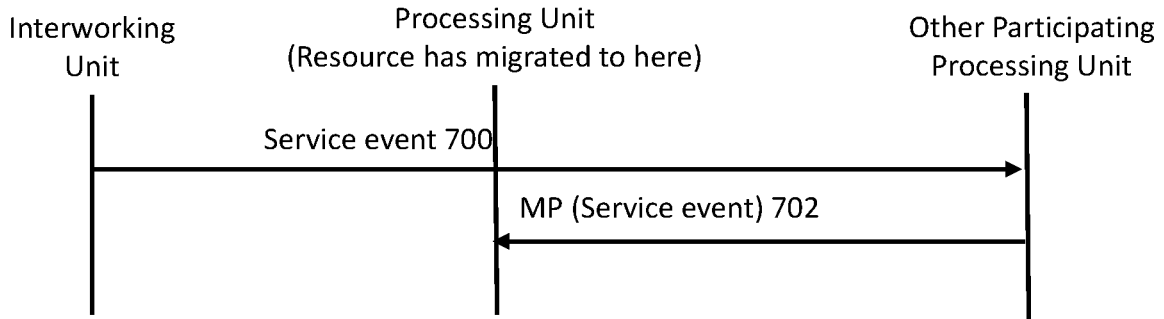 Interworking
Unit
Processing Unit
(Resource has migrated to here)
Other Participating
Processing Unit
Service event 700
MP (Service event) 702